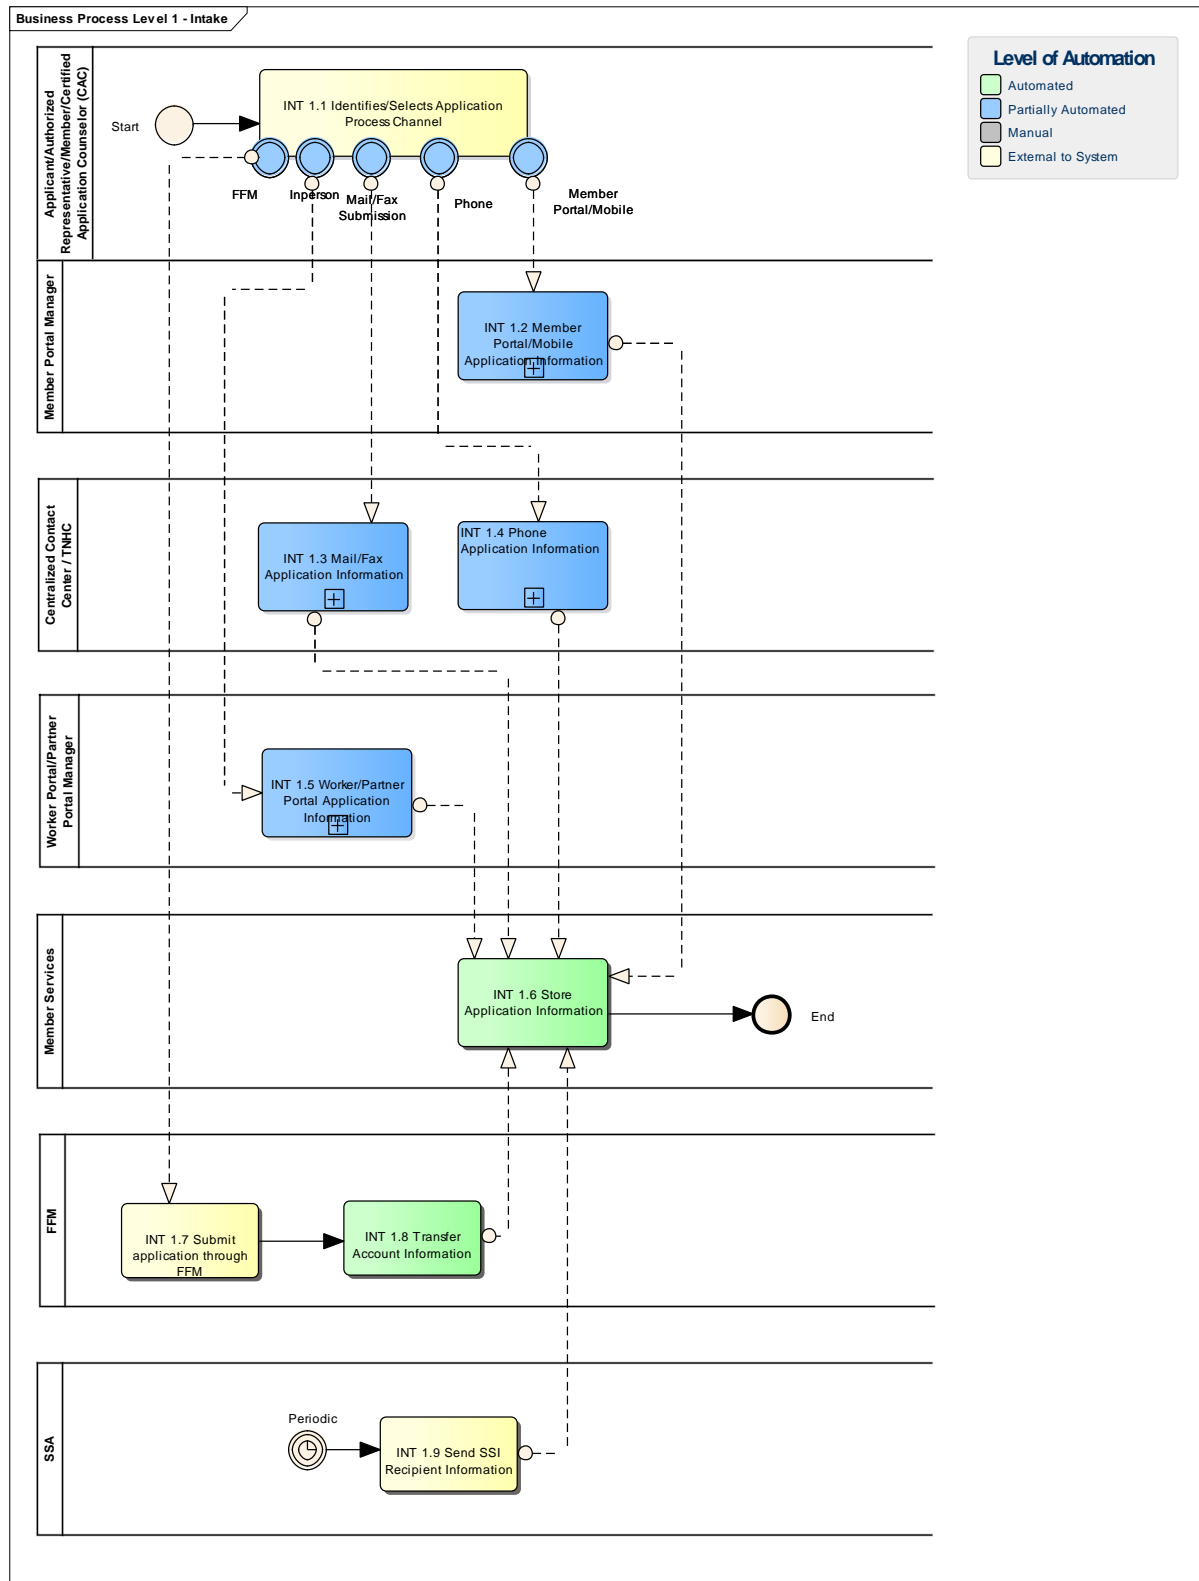 Business Process Level 1 - Intake
Level of Automation
Automated
Partially Automated
Manual
External to System
Applicant/Authorized
Representative/Member/Certified
Application Counselor (CAC)
Start
INT 1.1 Identifies/Selects Application
Process Channel
FFM
Inperson
Mail/Fax
Submission
Phone
Member
Portal/Mobile
Member Portal Manager
INT 1.2 Member
Portal/Mobile
Application Information
Centralized Contact
Center / TNHC
INT 1.3 Mail/Fax
Application Information
INT 1.4 Phone
Application Information
Worker Portal/Partner
Portal Manager
INT 1.5 Worker/Partner
Portal Application
Information
Member Services
INT 1.6 Store
Application Information
End
FFM
INT 1.7 Submit
application through
FFM
INT 1.8 Transfer
Account Information
SSA
Periodic
INT 1.9 Send SSI
Recipient Information